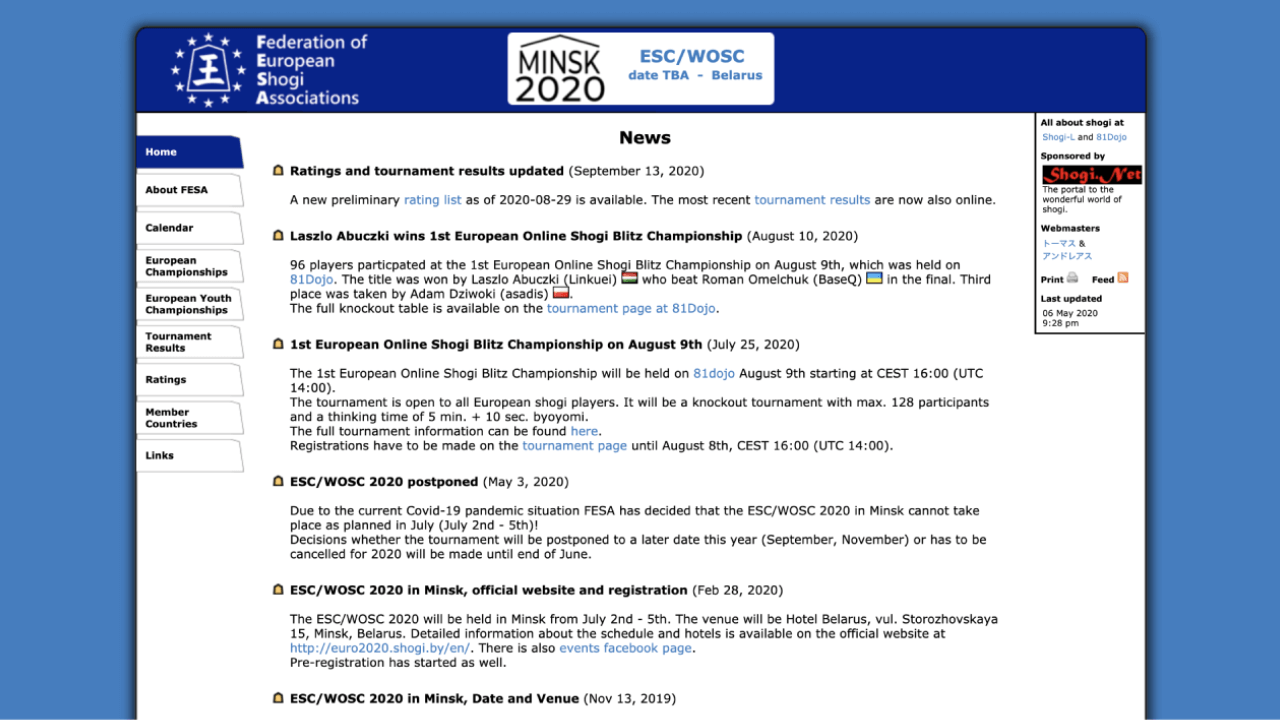 Federation of
European
Shogi
Associations
王
MINSK
2020
ESC/WOSC
date TBA - Belarus
Home
About FESA
Calendar
European
Championships
European Youth
Championships
Tournament
Results
Ratings
Member
Countries
Links
News
Ratings and tournament results updated (September 13, 2020)
A new preliminary rating list as of 2020-08-29 is available. The most recent tournament results are now also online.
Laszlo Abuczki wins 1st European Online Shogi Blitz Championship (August 10, 2020)
96 players particpated at the 1st European Online Shogi Blitz Championship on August 9th, which was held on
81Dojo. The title was won by Laszlo Abuczki (Linkuei) who beat Roman Omelchuk (BaseQ) in the final. Third
place was taken by Adam Dziwoki (asadis) .
The full knockout table is available on the tournament page at 81Dojo.
1st European Online Shogi Blitz Championship on August 9th (July 25, 2020)
The 1st European Online Shogi Blitz Championship will be held on 81dojo August 9th starting at CEST 16:00 (UTC
14:00).
The tournament is open to all European shogi players. It will be a knockout tournament with max. 128 participants
and a thinking time of 5 min. + 10 sec. byoyomi.
The full tournament information can be found here.
Registrations have to be made on the tournament page until August 8th, CEST 16:00 (UTC 14:00).
ESC/WOSC 2020 postponed (May 3, 2020)
Due to the current Covid-19 pandemic situation FESA has decided that the ESC/WOSC 2020 in Minsk cannot take
place as planned in July (July 2nd - 5th)!
Decisions whether the tournament will be postponed to a later date this year (September, November) or has to be
cancelled for 2020 will be made until end of June.
ESC/WOSC 2020 in Minsk, official website and registration (Feb 28, 2020)
The ESC/WOSC 2020 will be held in Minsk from July 2nd - 5th. The venue will be Hotel Belarus, vul. Storozhovskaya
15, Minsk, Belarus. Detailed information about the schedule and hotels is available on the official website at
http://euro2020.shogi.by/en/. There is also events facebook page.
Pre-registration has started as well.
ESC/WOSC 2020 in Minsk, Date and Venue (Nov 13, 2019)
All about shogi at
Shogi-L and 81Dojo
Sponsored by
Shogi.Net
The portal to the
wonderful world of
shogi.
Webmasters
トーマス &
アンドレアス
Print Feed
Last updated
06 May 2020
9:28 pm